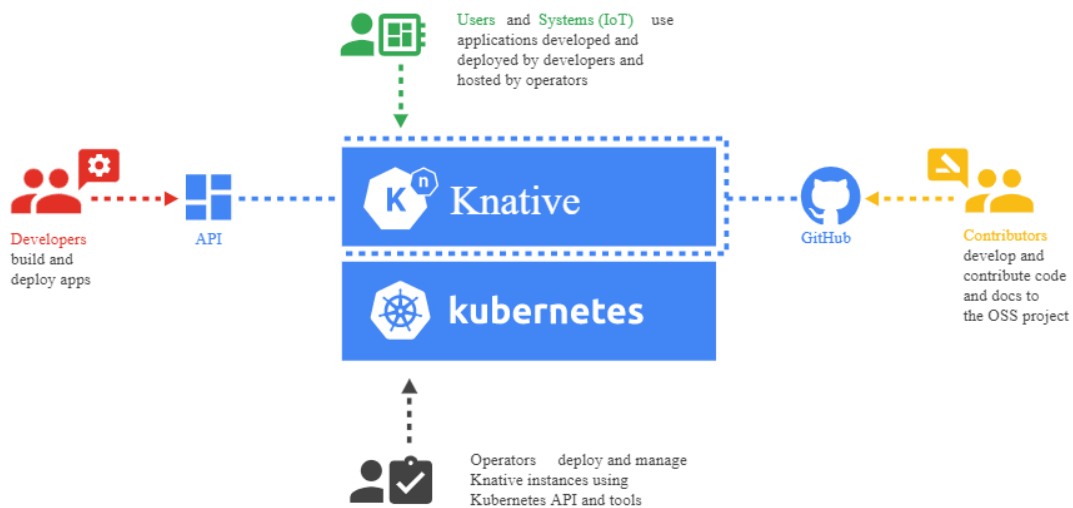 Users and Systems (IoT) use
applications developed and
deployed by developers and
hosted by operators
K n Knative
Developers
build and
deploy apps
API
GitHub
Contributors
develop and
contribute code
and docs to
the OSS project
kubernetes
Operators deploy and manage
Knative instances using
Kubernetes API and tools